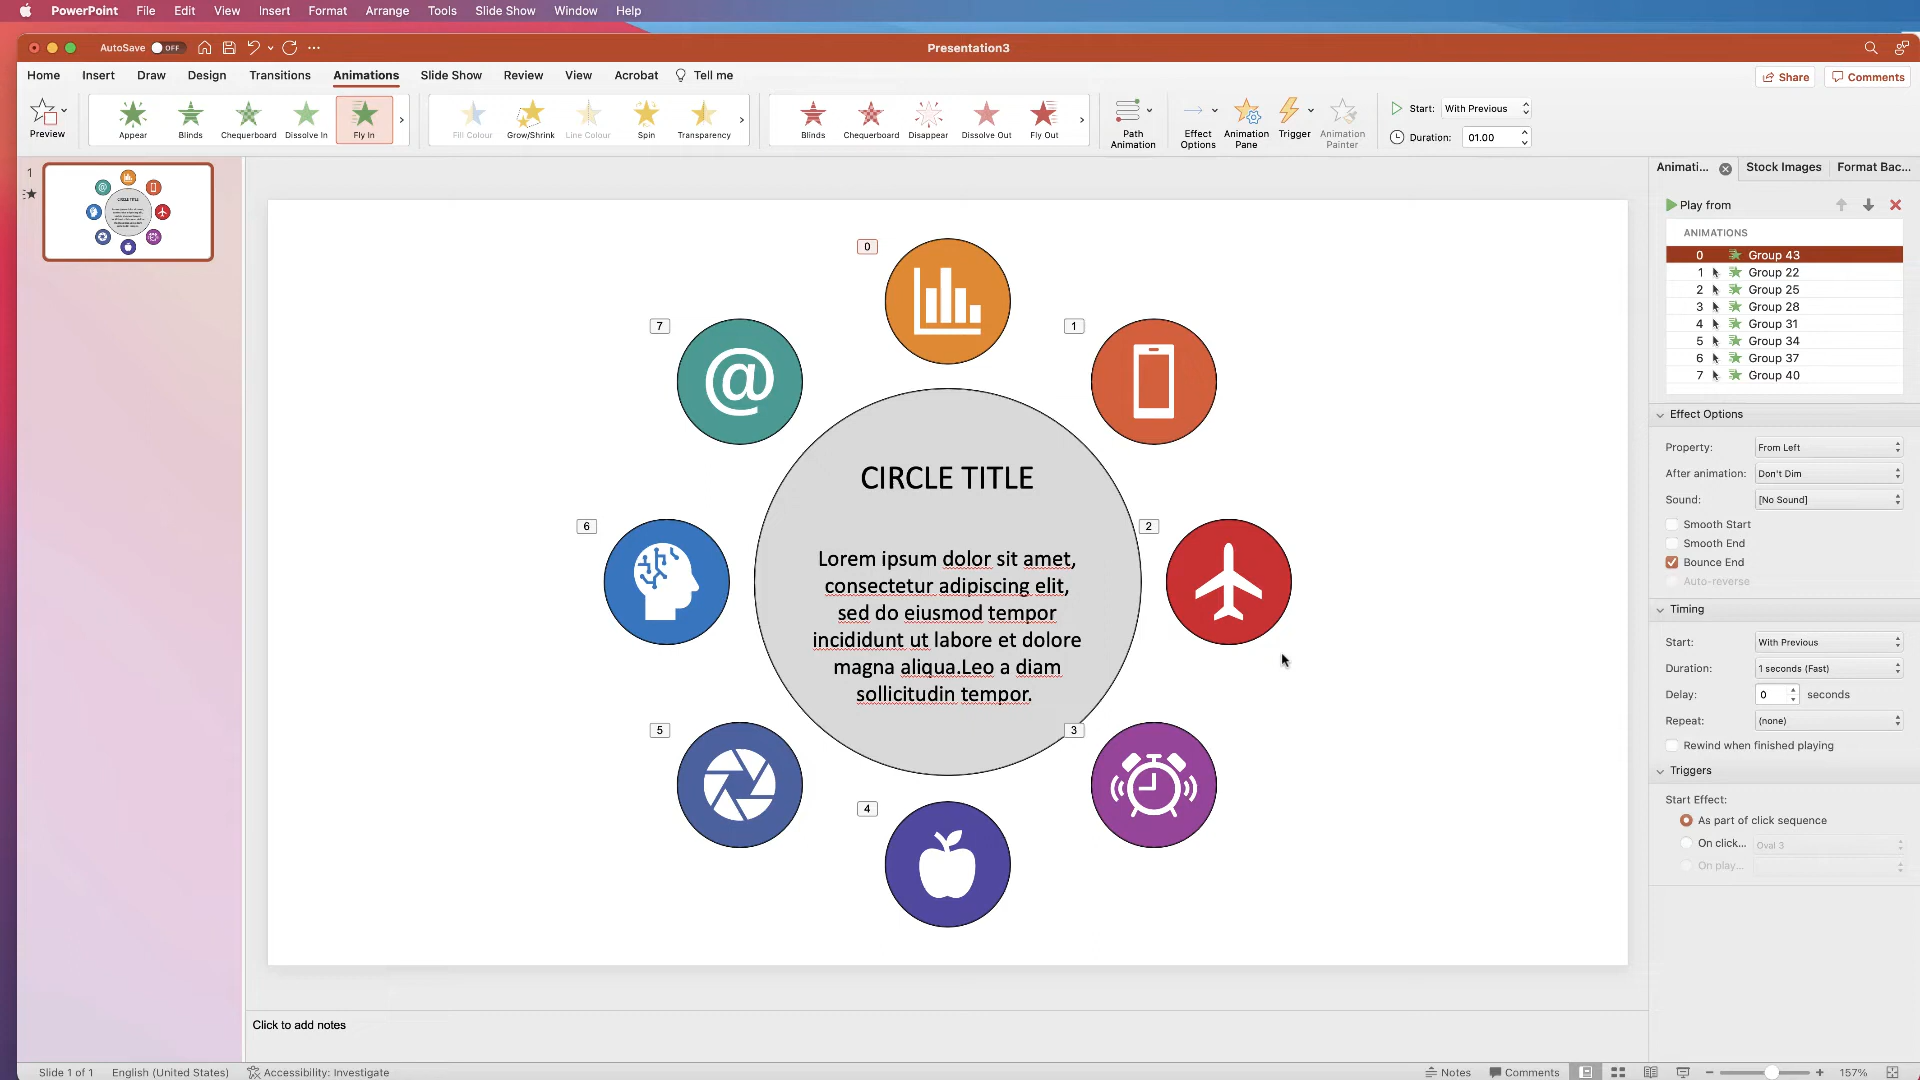 PowerPoint File Edit View Insert Format Arrange Tools Slide Show Window Help
AutoSave OFF
Presentation3
Home Insert Draw Design Transitions Animations Slide Show Review View Acrobat Tell me
Share Comments
Preview
Appear Blinds Chequerboard Dissolve In Fly In
Fill Colour Grow/Shrink Line Colour Spin Transparency
Blinds Chequerboard Disappear Dissolve Out Fly Out
Path Animation
Effect Options
Animation Pane
Trigger
Animation Painter
Start: With Previous
Duration: 01.00
1
0
1
2
3
4
5
6
7
@
CIRCLE TITLE
Lorem ipsum dolor sit amet,
consectetur adipiscing elit,
sed do eiusmod tempor
incididunt ut labore et dolore
magna aliqua.Leo a diam
sollicitudin tempor.
Animati... Stock Images Format Bac...
Play from
ANIMATIONS
0 Group 43
1 Group 22
2 Group 25
3 Group 28
4 Group 31
5 Group 34
6 Group 37
7 Group 40
Effect Options
Property: From Left
After animation: Don't Dim
Sound: [No Sound]
Smooth Start
Smooth End
Bounce End
Auto-reverse
Timing
Start: With Previous
Duration: 1 seconds (Fast)
Delay: 0 seconds
Repeat: (none)
Rewind when finished playing
Triggers
Start Effect:
As part of click sequence
On click... Oval 3
On play...
Click to add notes
Slide 1 of 1 English (United States) Accessibility: Investigate
Notes Comments 157%